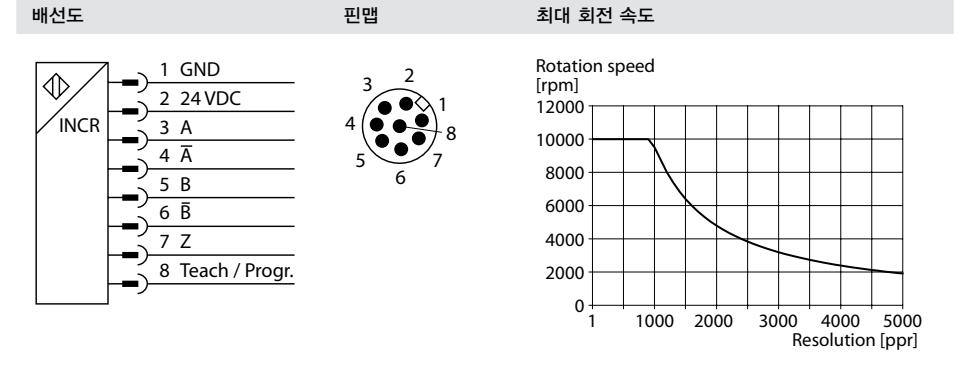 배선도
핀맵
최대 회전 속도
INCR
1 GND
2 24 VDC
3 A
4 A̅
5 B
6 B̅
7 Z
8 Teach / Progr.
3
2
1
4
8
5
7
6
Rotation speed
[rpm]
12000
10000
8000
6000
4000
2000
0
1 1000 2000 3000 4000 5000
Resolution [ppr]